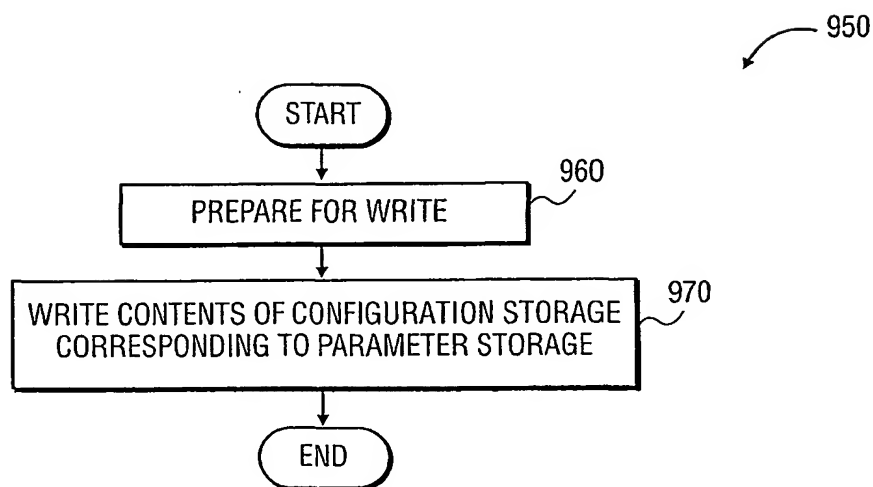 950
START
960
PREPARE FOR WRITE
970
WRITE CONTENTS OF CONFIGURATION STORAGE
CORRESPONDING TO PARAMETER STORAGE
END